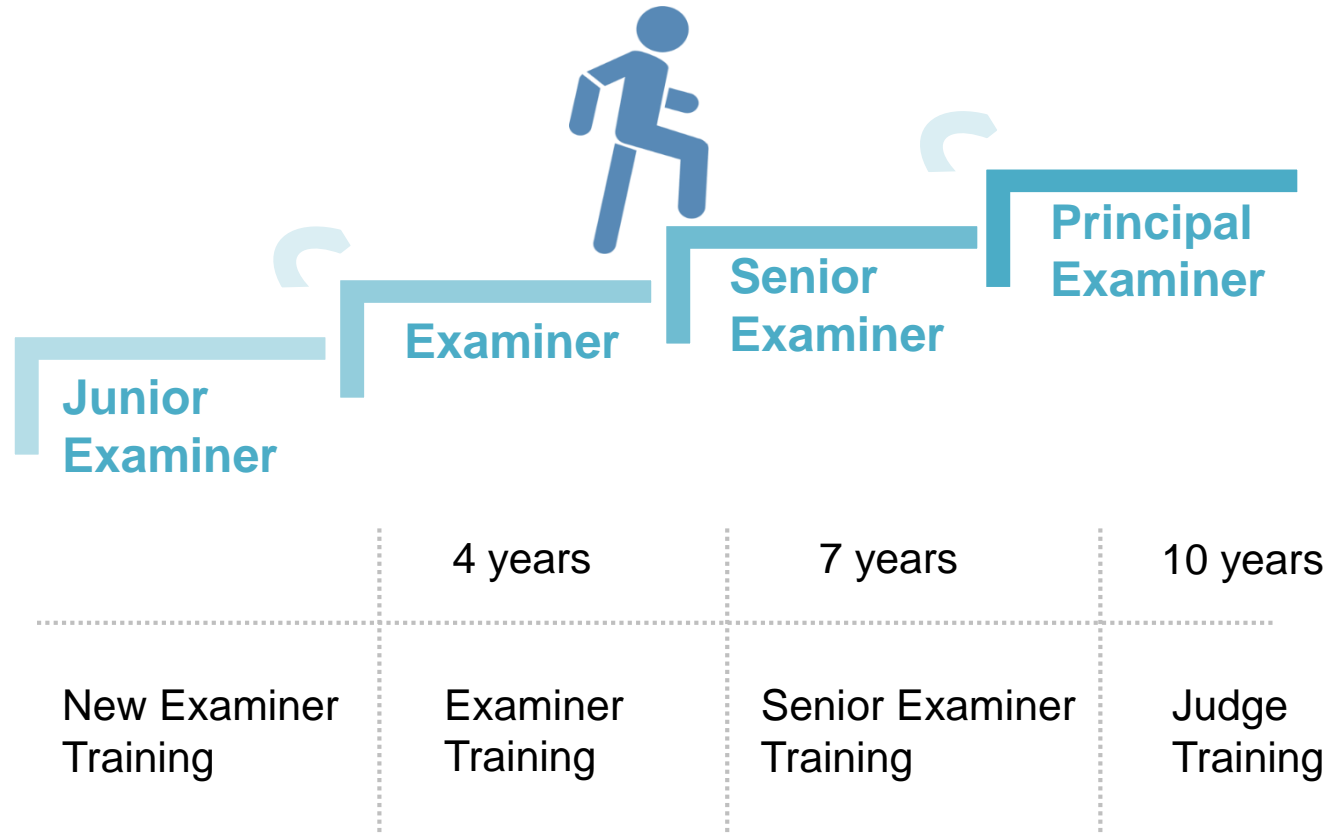 Junior
Examiner
Examiner
Senior
Examiner
Principal
Examiner
4 years
7 years
10 years
New Examiner
Training
Examiner
Training
Senior Examiner
Training
Judge
Training